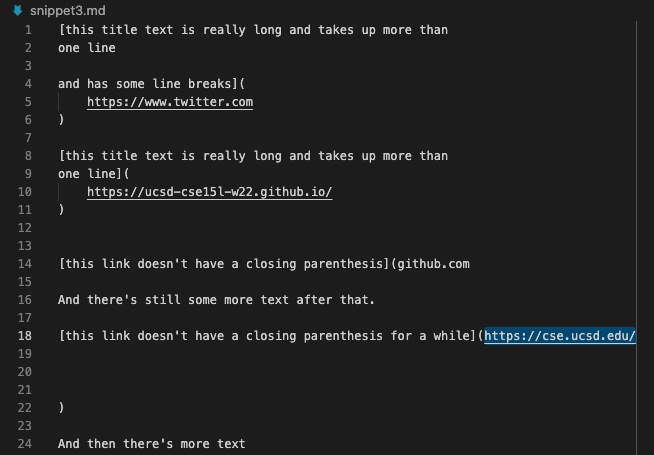 snippet3.md
1 [this title text is really long and takes up more than
2 one line
3
4 and has some line breaks](
5 https://www.twitter.com
6 )
7
8 [this title text is really long and takes up more than
9 one line](
10 https://ucsd-cse15l-w22.github.io/
11 )
12
13
14 [this link doesn't have a closing parenthesis](github.com
15
16 And there's still some more text after that.
17
18 [this link doesn't have a closing parenthesis for a while](https://cse.ucsd.edu/
19
20
21
22 )
23
24 And then there's more text